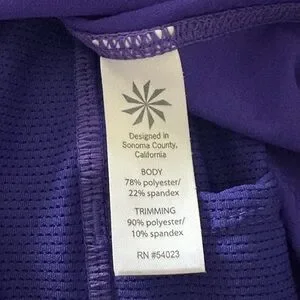 Designed in
Sonoma County,
California
BODY
78% polyester/
22% spandex
TRIMMING
90% polyester/
10% spandex
RN #54023